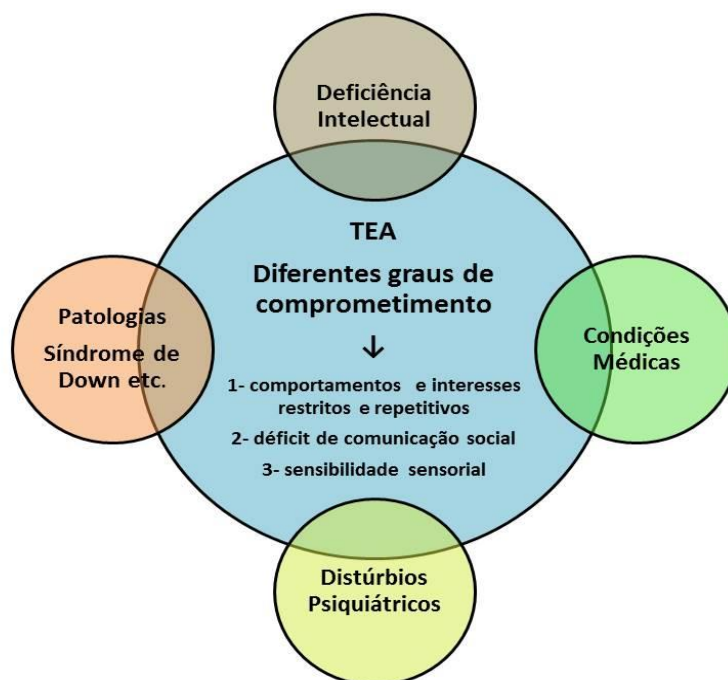 Deficiência
Intelectual
TEA
Diferentes graus de
comprometimento
↓
1- comportamentos e interesses
restritos e repetitivos
2- déficit de comunicação social
3- sensibilidade sensorial
Patologias
Síndrome de
Down etc.
Condições
Médicas
Distúrbios
Psiquiátricos